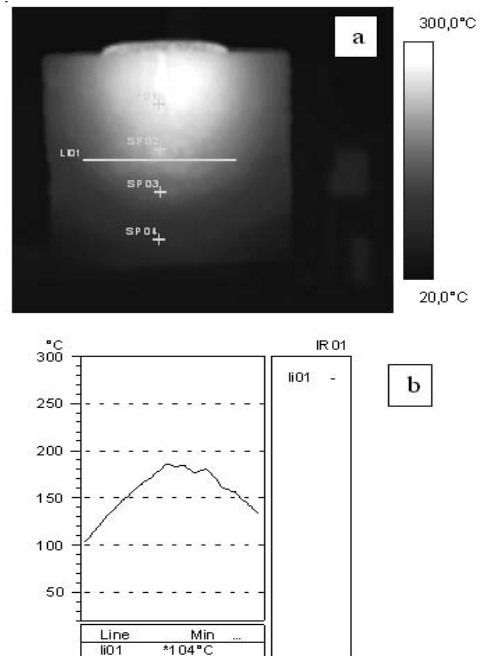 300,0°C
a
SP01
SP02
LI01
SP03
SP04
20,0°C
°C
IR01
300
li01 -
b
250
200
150
100
50
Line Min ...
li01 *104°C